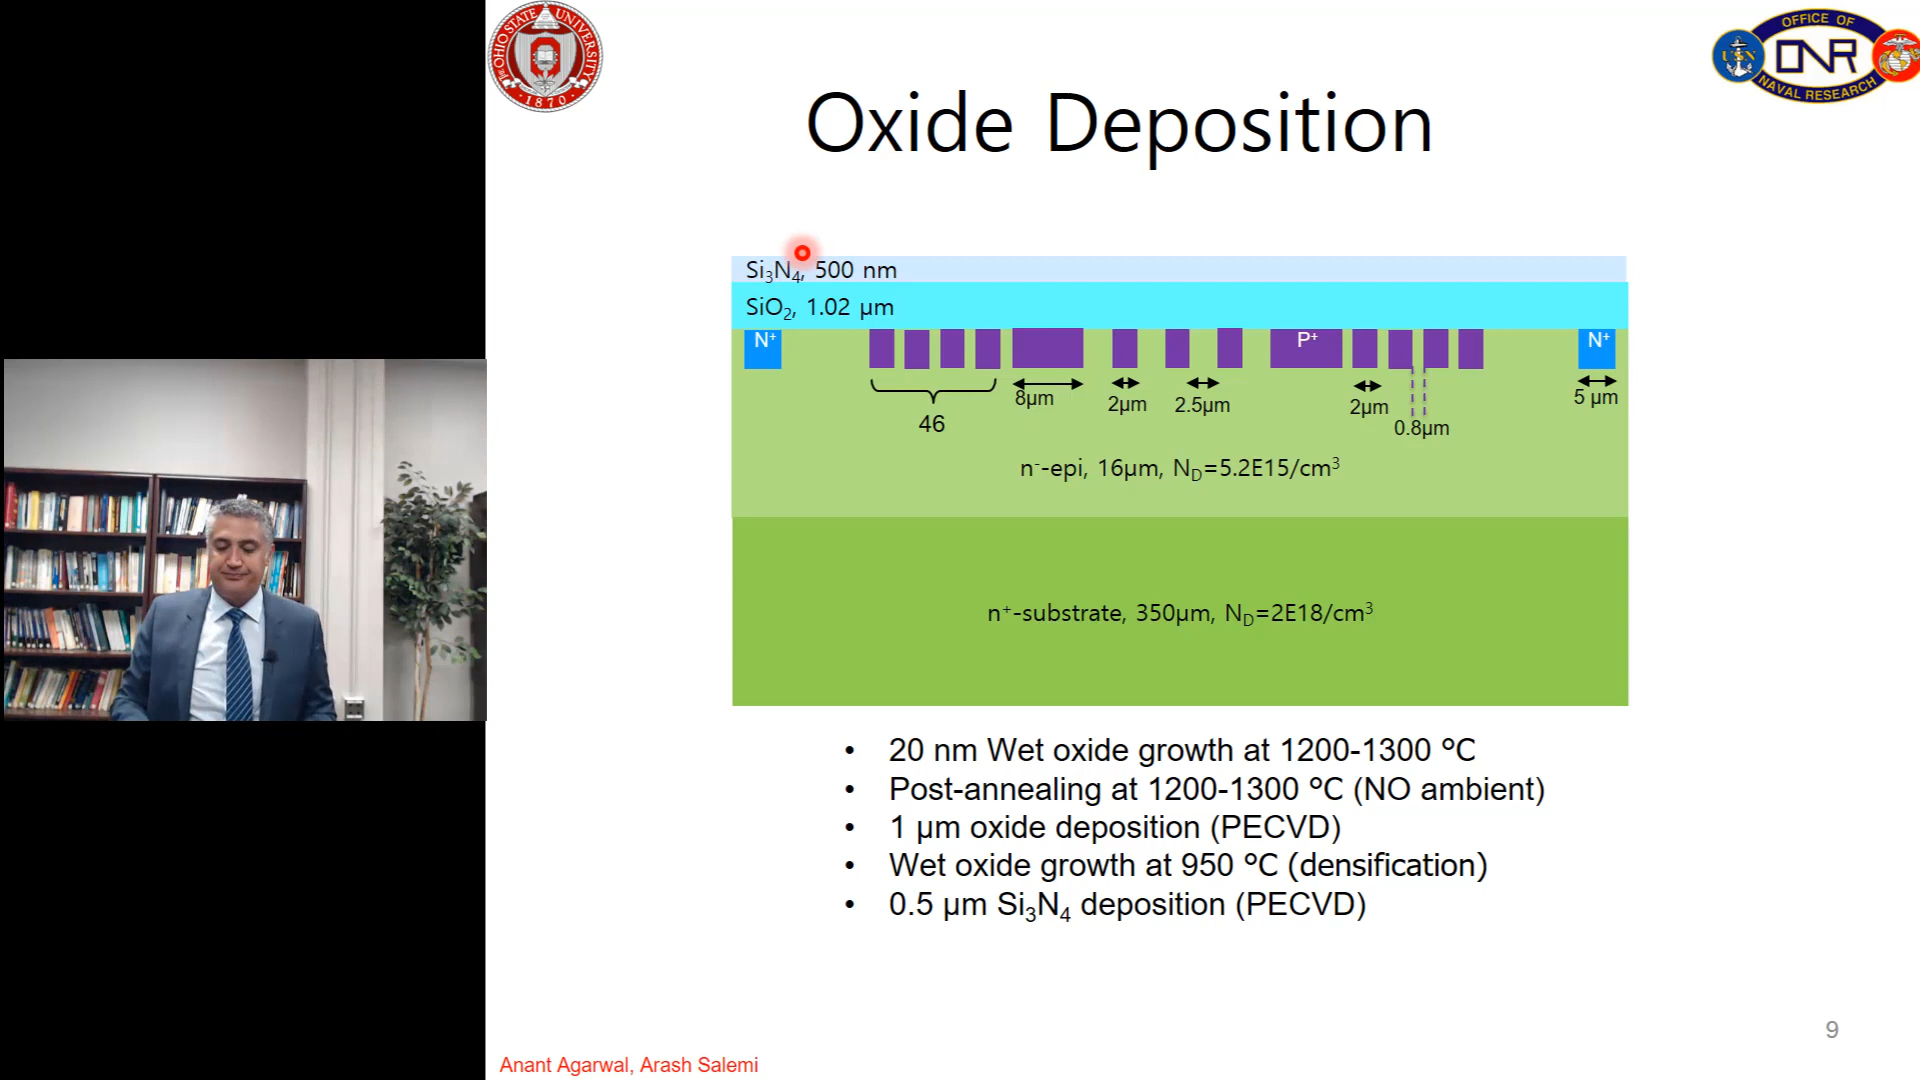 THE OHIO STATE UNIVERSITY
1870
OFFICE OF
USN
ONR
NAVAL RESEARCH
Oxide Deposition
Si₃N₄, 500 nm
SiO₂, 1.02 µm
N⁺
P⁺
N⁺
8µm
2µm
2.5µm
2µm
5 µm
46
0.8µm
n⁻-epi, 16µm, N_D=5.2E15/cm³
n⁺-substrate, 350µm, N_D=2E18/cm³
• 20 nm Wet oxide growth at 1200-1300 ℃
• Post-annealing at 1200-1300 ℃ (NO ambient)
• 1 µm oxide deposition (PECVD)
• Wet oxide growth at 950 ℃ (densification)
• 0.5 µm Si₃N₄ deposition (PECVD)
9
Anant Agarwal, Arash Salemi